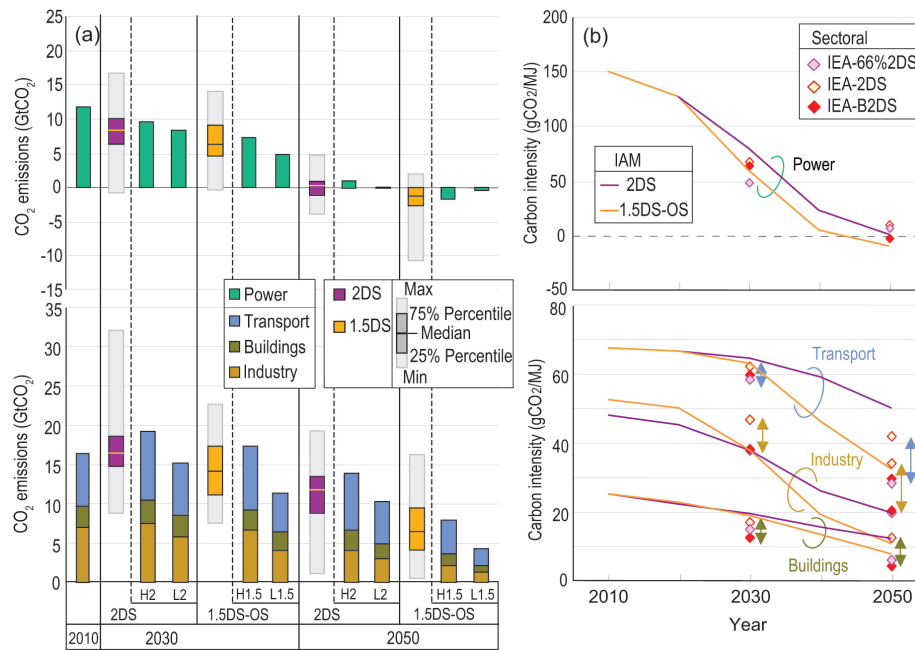 (a)
25
20
15
10
5
0
-5
-10
-15
CO2 emissions (GtCO2)
Power
Transport
Buildings
Industry
2DS
1.5DS
Max
75% Percentile
Median
25% Percentile
Min
35
30
25
20
15
10
5
0
CO2 emissions (GtCO2)
H2 L2 H1.5 L1.5 H2 L2 H1.5 L1.5
2DS 1.5DS-OS 2DS 1.5DS-OS
2010 2030 2050
(b)
200
150
100
50
0
-50
Carbon intensity (gCO2/MJ)
Sectoral
IEA-66%2DS
IEA-2DS
IEA-B2DS
IAM
2DS
1.5DS-OS
Power
80
60
40
20
0
Carbon intensity (gCO2/MJ)
Transport
Industry
Buildings
2010 2020 2030 2040 2050
Year